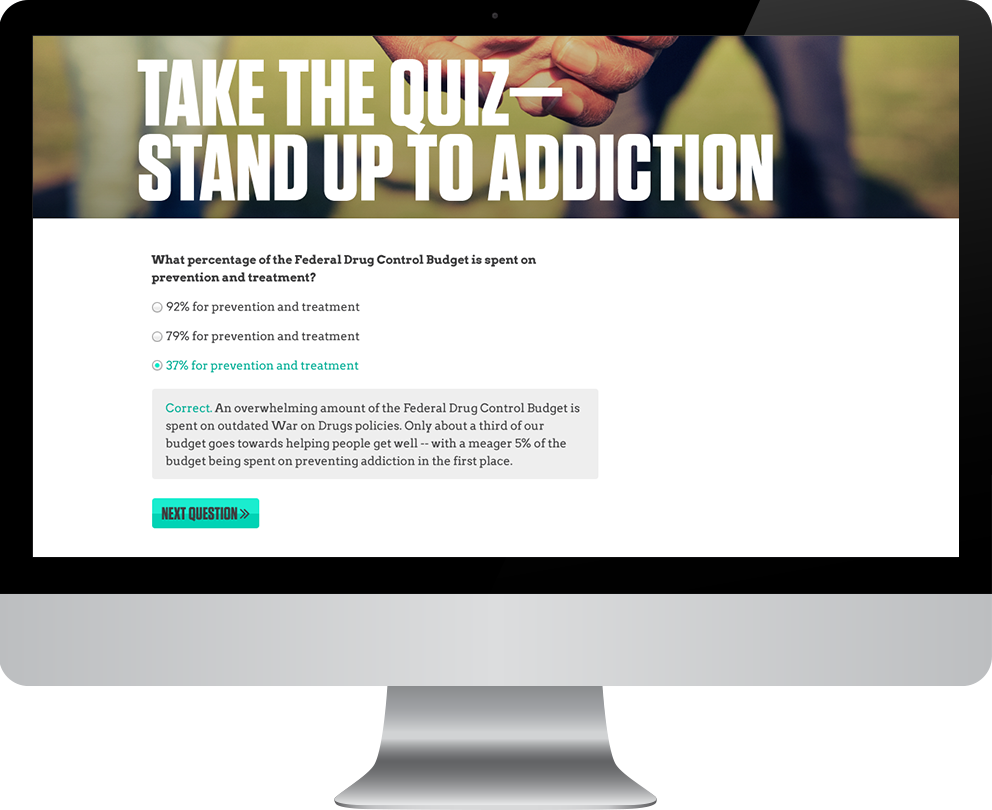 TAKE THE QUIZ—
STAND UP TO ADDICTION
What percentage of the Federal Drug Control Budget is spent on
prevention and treatment?
92% for prevention and treatment
79% for prevention and treatment
37% for prevention and treatment
Correct. An overwhelming amount of the Federal Drug Control Budget is
spent on outdated War on Drugs policies. Only about a third of our
budget goes towards helping people get well -- with a meager 5% of the
budget being spent on preventing addiction in the first place.
NEXT QUESTION »